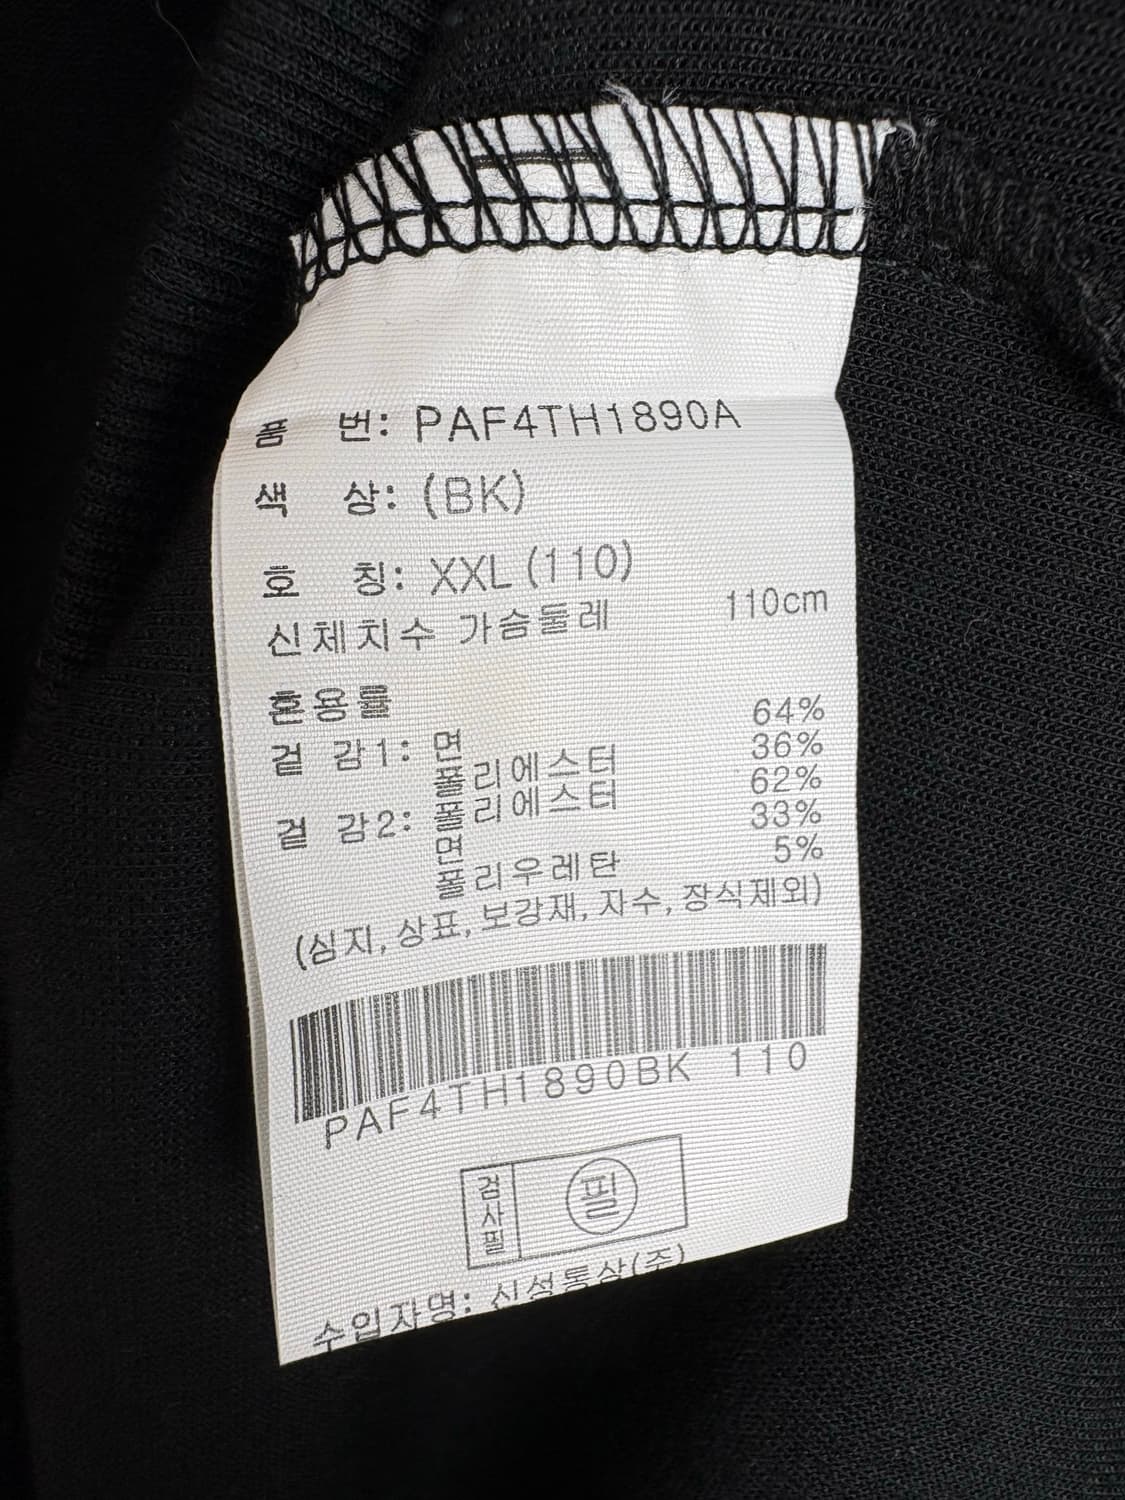 품 번: PAF4TH1890A
색 상: (BK)
호 칭: XXL(110)
신체치수 가슴둘레 110cm
혼용률
겉 감1: 면 64%
폴리에스터 36%
겉 감2: 폴리에스터 62%
면 33%
폴리우레탄 5%
(심지,상표,보강재,자수,장식제외)
PAF4TH1890BK 110
검사필 필
수입자명: 신성통상(주)